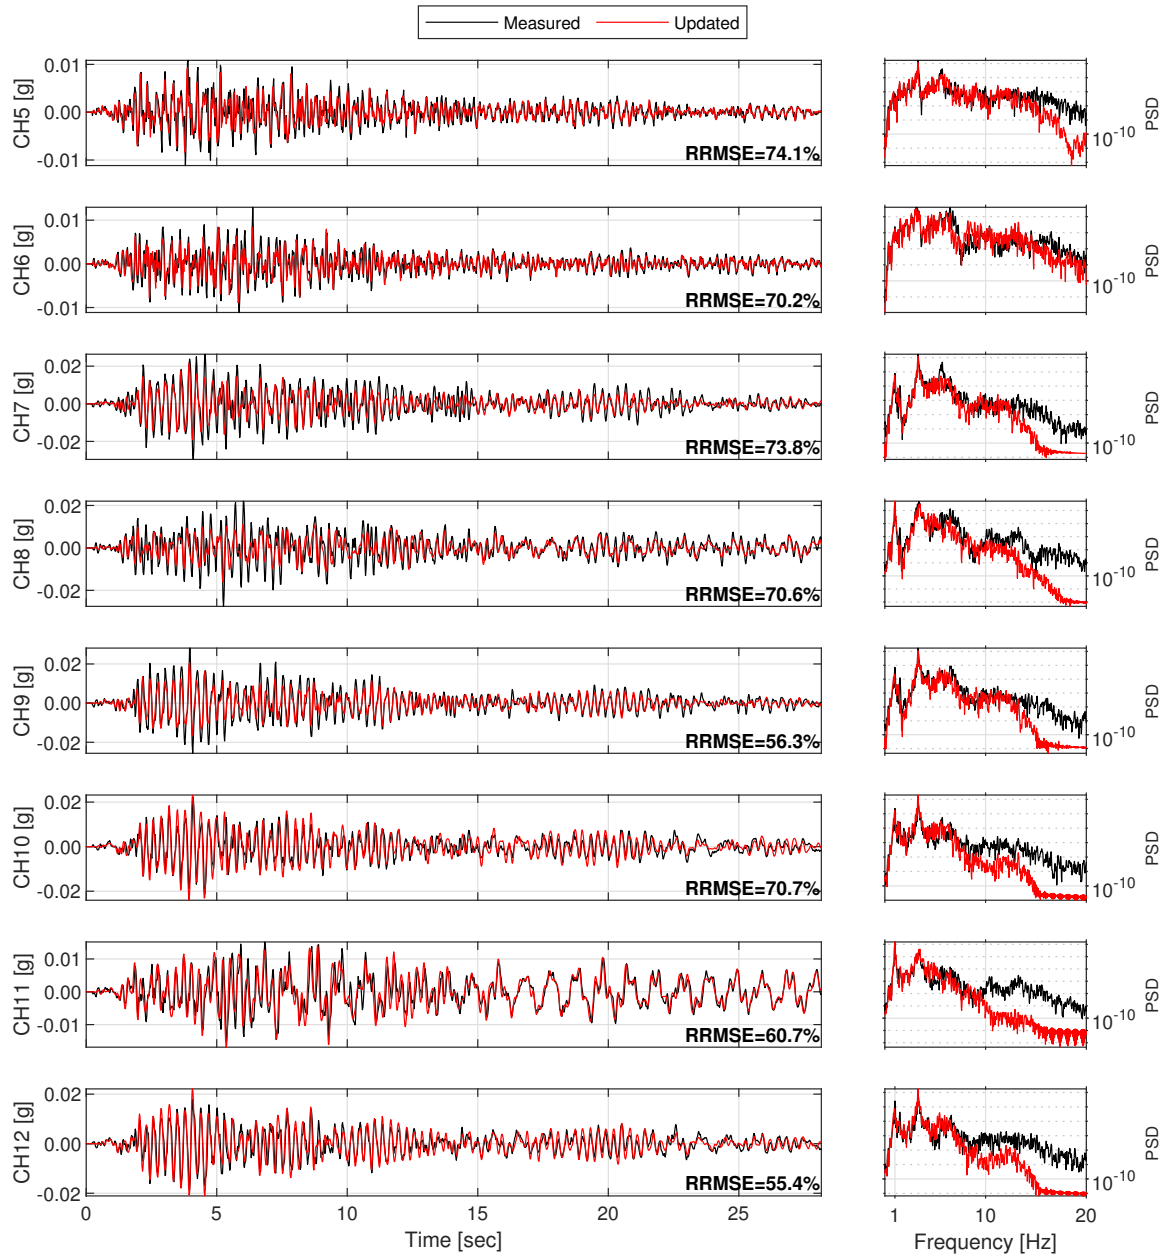 Measured Updated
CH5 [g]
0.01
0.00
-0.01
RRMSE=74.1%
10-10
PSD
CH6 [g]
0.01
0.00
-0.01
RRMSE=70.2%
10-10
PSD
CH7 [g]
0.02
0.00
-0.02
RRMSE=73.8%
10-10
PSD
CH8 [g]
0.02
0.00
-0.02
RRMSE=70.6%
10-10
PSD
CH9 [g]
0.02
0.00
-0.02
RRMSE=56.3%
10-10
PSD
CH10 [g]
0.02
0.00
-0.02
RRMSE=70.7%
10-10
PSD
CH11 [g]
0.01
0.00
-0.01
RRMSE=60.7%
10-10
PSD
CH12 [g]
0.02
0.00
-0.02
RRMSE=55.4%
10-10
PSD
0 5 10 15 20 25
Time [sec]
1 10 20
Frequency [Hz]